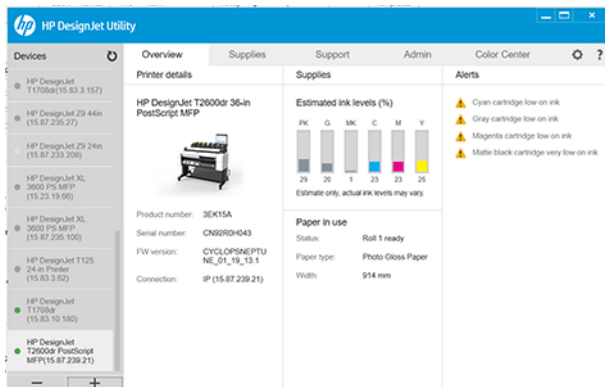 hp HP DesignJet Utility
Devices
HP DesignJet
T1708dr(15.83.3.157)
HP DesignJet Z9 44in
(15.87.235.27)
HP DesignJet Z9 24in
(15.87.233.208)
HP DesignJet XL
3600 PS MFP
(15.23.19.66)
HP DesignJet XL
3600 PS MFP
(15.87.235.100)
HP DesignJet T125
24-in Printer
(15.83.3.62)
HP DesignJet
T1708dr
(15.83.10.180)
HP DesignJet
T2600dr PostScript
MFP(15.87.239.21)
Overview Supplies Support Admin Color Center ?
Printer details
HP DesignJet T2600dr 36-in
PostScript MFP
Product number: 3EK15A
Serial number: CN92R0H043
FW version: CYCLOPSNEPTU
NE_01_19_13.1
Connection: IP (15.87.239.21)
Supplies
Estimated ink levels (%)
PK G MK C M Y
29 20 1 23 23 25
Estimate only, actual ink levels may vary.
Paper in use
Status: Roll 1 ready
Paper type: Photo Gloss Paper
Width: 914 mm
Alerts
Cyan cartridge low on ink
Gray cartridge low on ink
Magenta cartridge low on ink
Matte black cartridge very low on ink